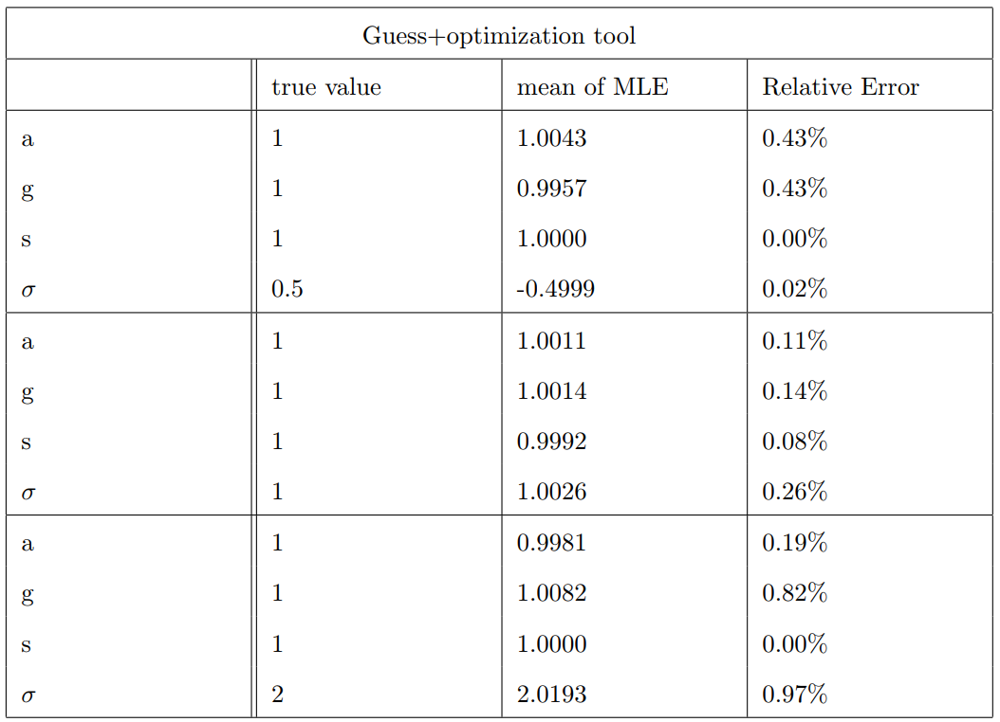 Guess+optimization tool
true value mean of MLE Relative Error
a 1 1.0043 0.43%
g 1 0.9957 0.43%
s 1 1.0000 0.00%
σ 0.5 -0.4999 0.02%
a 1 1.0011 0.11%
g 1 1.0014 0.14%
s 1 0.9992 0.08%
σ 1 1.0026 0.26%
a 1 0.9981 0.19%
g 1 1.0082 0.82%
s 1 1.0000 0.00%
σ 2 2.0193 0.97%